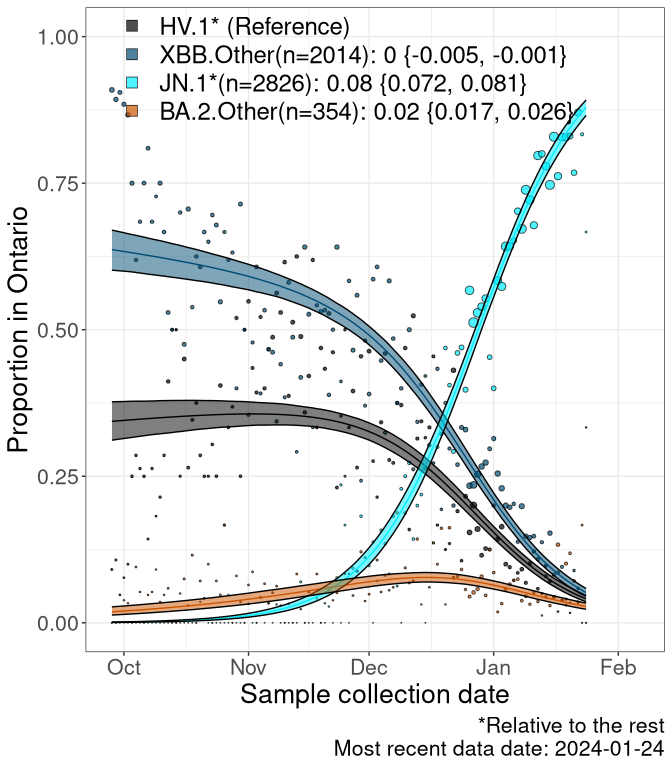 HV.1* (Reference)
XBB.Other(n=2014): 0 {-0.005, -0.001}
JN.1*(n=2826): 0.08 {0.072, 0.081}
BA.2.Other(n=354): 0.02 {0.017, 0.026}
1.00
0.75
0.50
0.25
0.00
Proportion in Ontario
Oct Nov Dec Jan Feb
Sample collection date
*Relative to the rest
Most recent data date: 2024-01-24